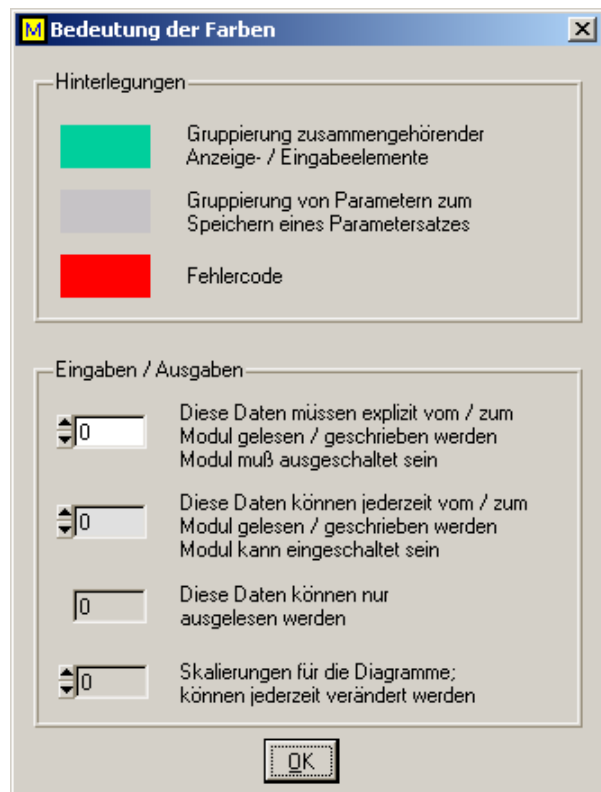 M Bedeutung der Farben
Hinterlegungen
Gruppierung zusammengehörender
Anzeige- / Eingabeelemente
Gruppierung von Parametern zum
Speichern eines Parametersatzes
Fehlercode
Eingaben / Ausgaben
0
Diese Daten müssen explizit vom / zum
Modul gelesen / geschrieben werden
Modul muß ausgeschaltet sein
0
Diese Daten können jederzeit vom / zum
Modul gelesen / geschrieben werden
Modul kann eingeschaltet sein
0
Diese Daten können nur
ausgelesen werden
0
Skalierungen für die Diagramme;
können jederzeit verändert werden
OK